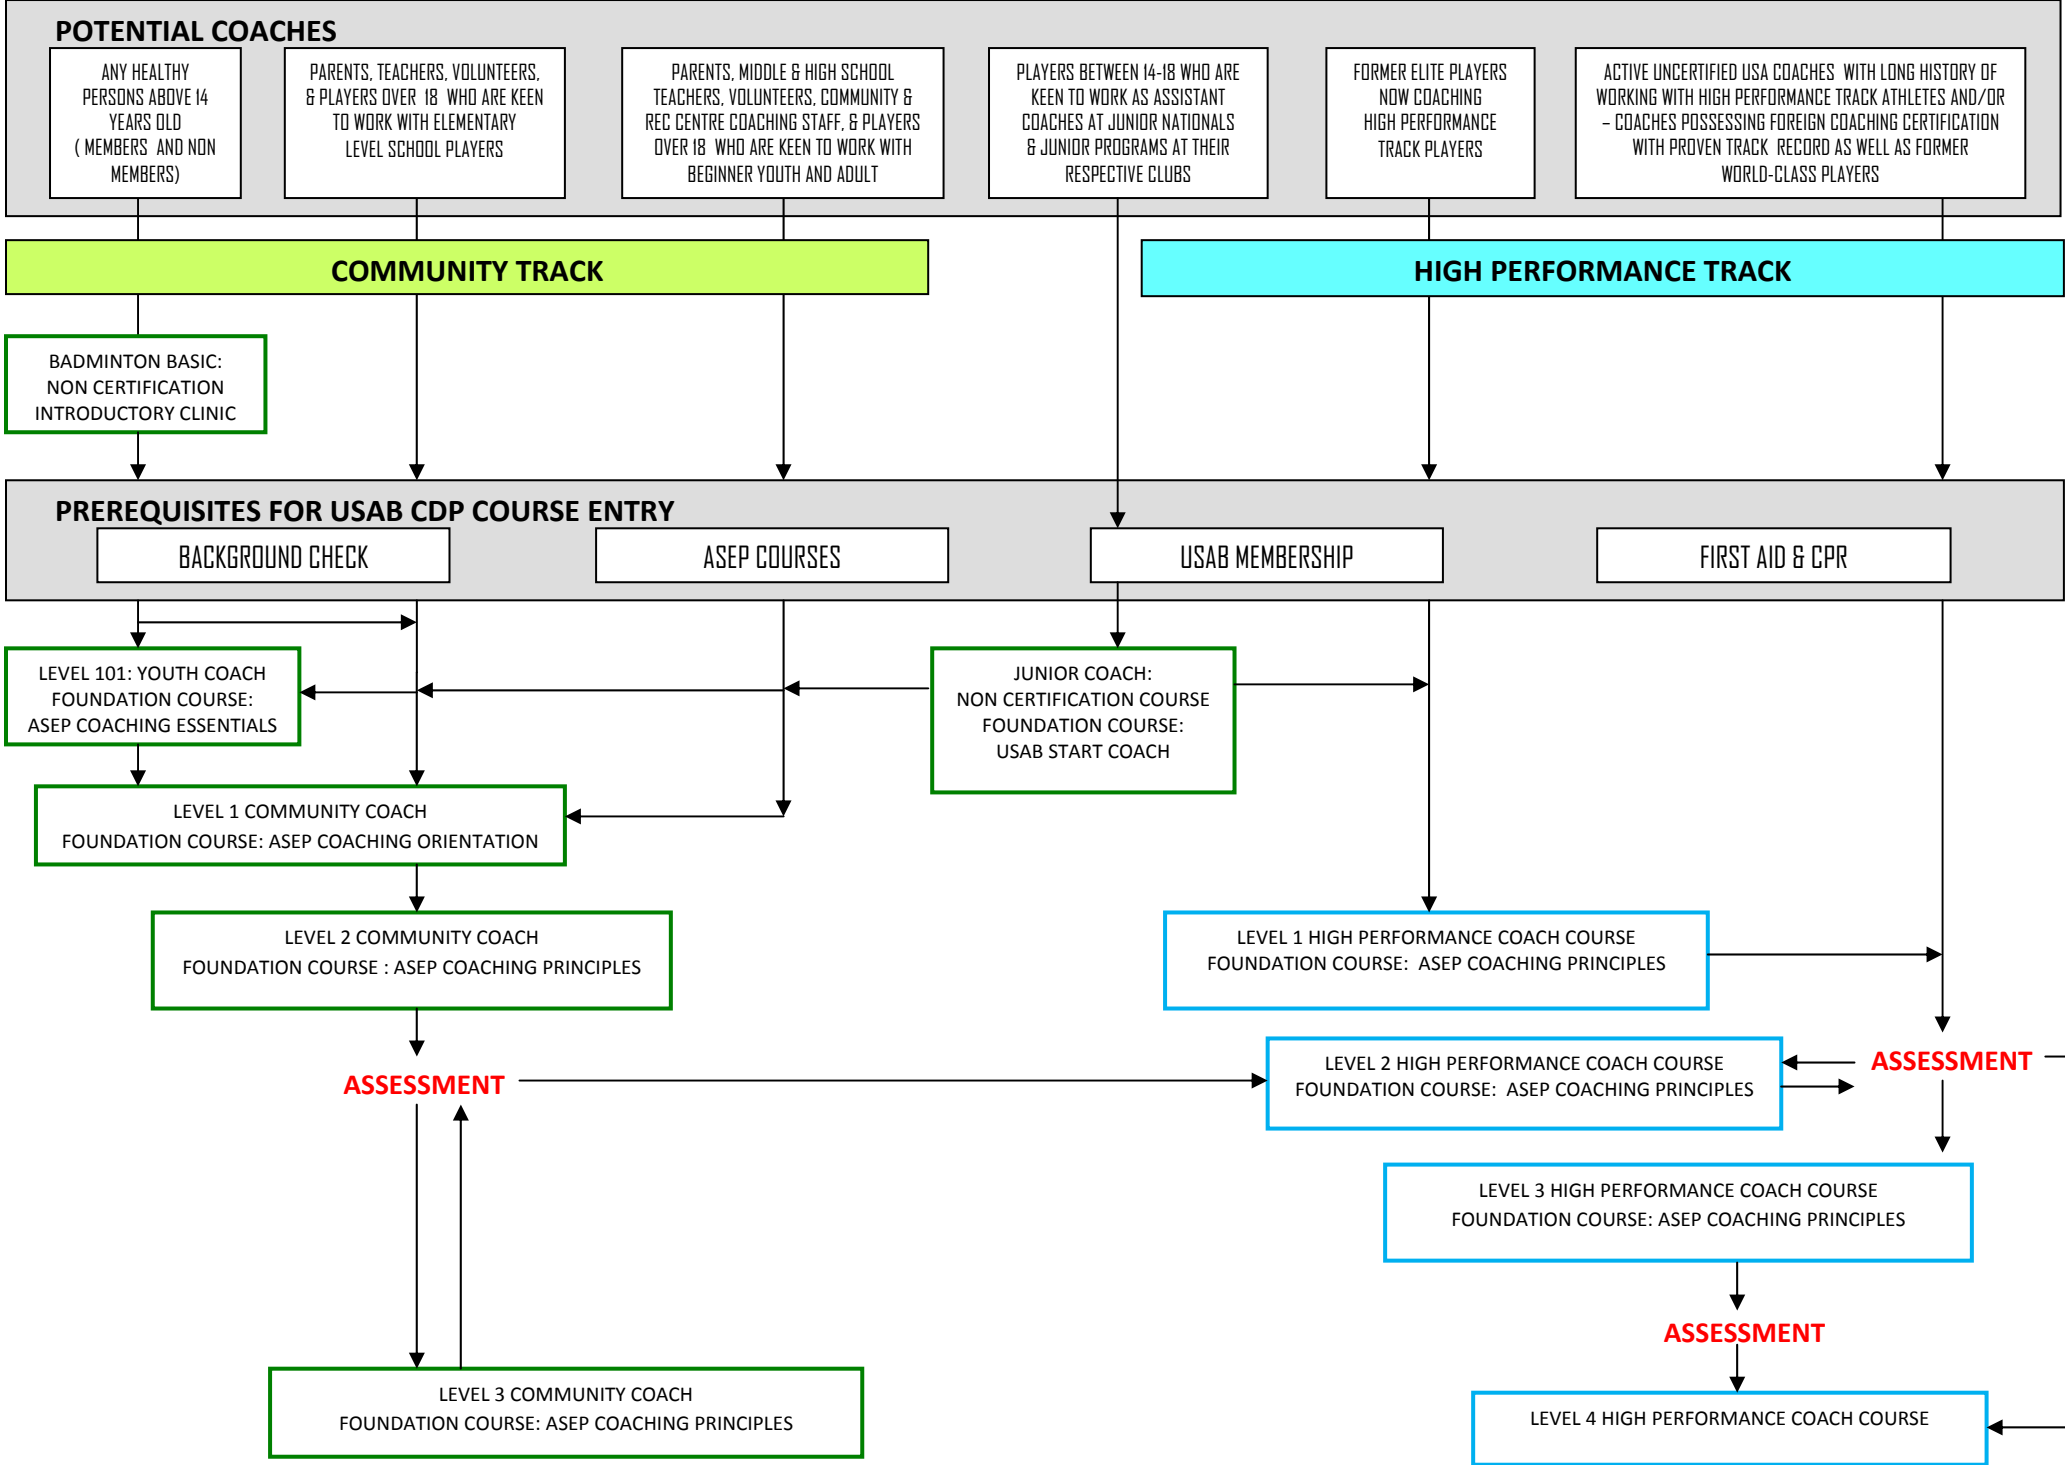 POTENTIAL COACHES
ANY HEALTHY
PERSONS ABOVE 14
YEARS OLD
( MEMBERS AND NON
MEMBERS)
PARENTS, TEACHERS, VOLUNTEERS,
& PLAYERS OVER 18 WHO ARE KEEN
TO WORK WITH ELEMENTARY
LEVEL SCHOOL PLAYERS
PARENTS, MIDDLE & HIGH SCHOOL
TEACHERS, VOLUNTEERS, COMMUNITY &
REC CENTRE COACHING STAFF, & PLAYERS
OVER 18 WHO ARE KEEN TO WORK WITH
BEGINNER YOUTH AND ADULT
PLAYERS BETWEEN 14-18 WHO ARE
KEEN TO WORK AS ASSISTANT
COACHES AT JUNIOR NATIONALS
& JUNIOR PROGRAMS AT THEIR
RESPECTIVE CLUBS
FORMER ELITE PLAYERS
NOW COACHING
HIGH PERFORMANCE
TRACK PLAYERS
ACTIVE UNCERTIFIED USA COACHES WITH LONG HISTORY OF
WORKING WITH HIGH PERFORMANCE TRACK ATHLETES AND/OR
– COACHES POSSESSING FOREIGN COACHING CERTIFICATION
WITH PROVEN TRACK RECORD AS WELL AS FORMER
WORLD-CLASS PLAYERS
COMMUNITY TRACK
HIGH PERFORMANCE TRACK
BADMINTON BASIC:
NON CERTIFICATION
INTRODUCTORY CLINIC
PREREQUISITES FOR USAB CDP COURSE ENTRY
BACKGROUND CHECK
ASEP COURSES
USAB MEMBERSHIP
FIRST AID & CPR
LEVEL 101: YOUTH COACH
FOUNDATION COURSE:
ASEP COACHING ESSENTIALS
JUNIOR COACH:
NON CERTIFICATION COURSE
FOUNDATION COURSE:
USAB START COACH
LEVEL 1 COMMUNITY COACH
FOUNDATION COURSE: ASEP COACHING ORIENTATION
LEVEL 2 COMMUNITY COACH
FOUNDATION COURSE : ASEP COACHING PRINCIPLES
LEVEL 1 HIGH PERFORMANCE COACH COURSE
FOUNDATION COURSE: ASEP COACHING PRINCIPLES
ASSESSMENT
LEVEL 2 HIGH PERFORMANCE COACH COURSE
FOUNDATION COURSE: ASEP COACHING PRINCIPLES
ASSESSMENT
LEVEL 3 HIGH PERFORMANCE COACH COURSE
FOUNDATION COURSE: ASEP COACHING PRINCIPLES
ASSESSMENT
LEVEL 3 COMMUNITY COACH
FOUNDATION COURSE: ASEP COACHING PRINCIPLES
LEVEL 4 HIGH PERFORMANCE COACH COURSE